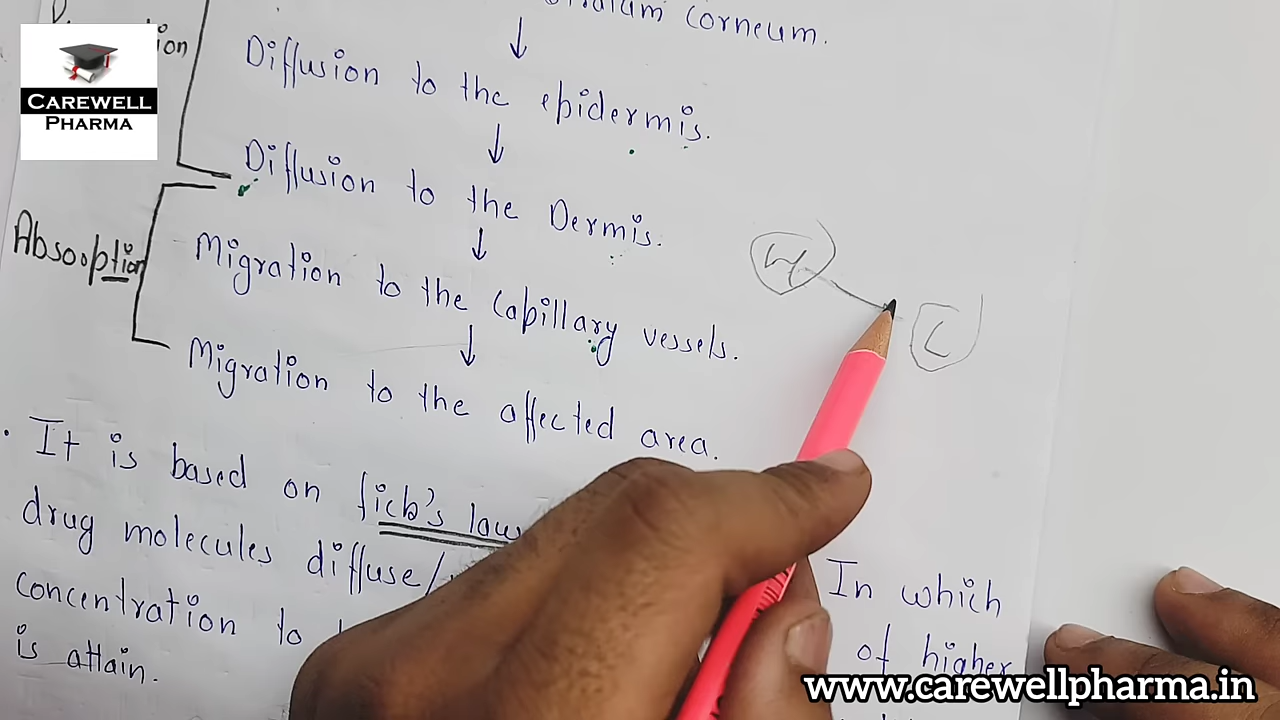 Corneum.
CAREWELL
PHARMA
Diffusion to the epidermis.
Diffusion to the Dermis.
Absorption
Migration to the Capillary vessels.
Migration to the affected area.
. It is based on fick's law
In which
drug molecules diffuse/
of higher
concentration to
is attain.
www.carewellpharma.in